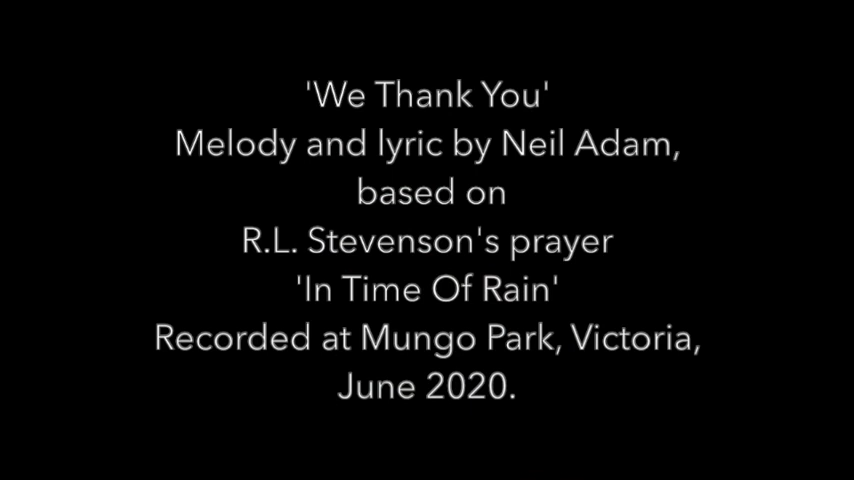 'We Thank You'
Melody and lyric by Neil Adam,
based on
R.L. Stevenson's prayer
'In Time Of Rain'
Recorded at Mungo Park, Victoria,
June 2020.